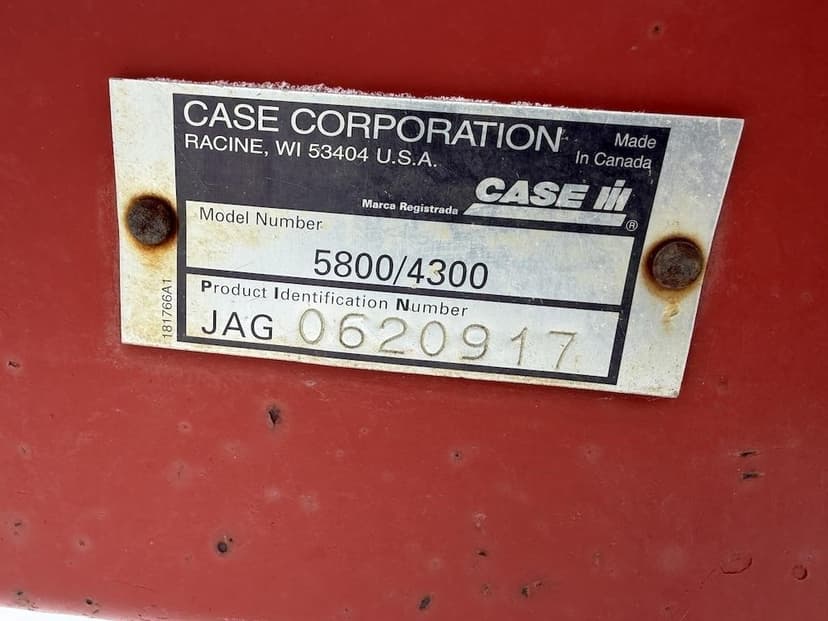 CASE CORPORATION
Made
RACINE, WI 53404 U.S.A.
In Canada
Marca Registrada CASE IH ®
Model Number
5800/4300
Product Identification Number
JAG 0620917
181766A1